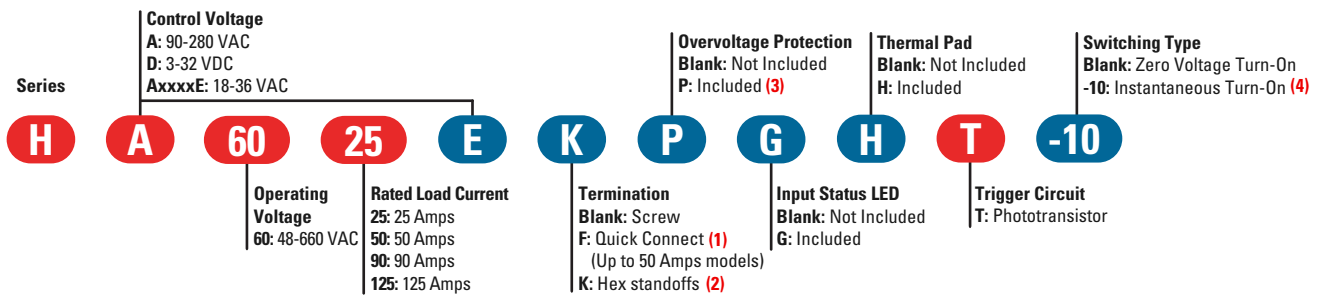 Control Voltage
A: 90-280 VAC
D: 3-32 VDC
AxxxxE: 18-36 VAC
Overvoltage Protection
Blank: Not Included
P: Included (3)
Thermal Pad
Blank: Not Included
H: Included
Switching Type
Blank: Zero Voltage Turn-On
-10: Instantaneous Turn-On (4)
Series
H A 60 25 E K P G H T -10
Operating
Voltage
60: 48-660 VAC
Rated Load Current
25: 25 Amps
50: 50 Amps
90: 90 Amps
125: 125 Amps
Termination
Blank: Screw
F: Quick Connect (1)
(Up to 50 Amps models)
K: Hex standoffs (2)
Input Status LED
Blank: Not Included
G: Included
Trigger Circuit
T: Phototransistor